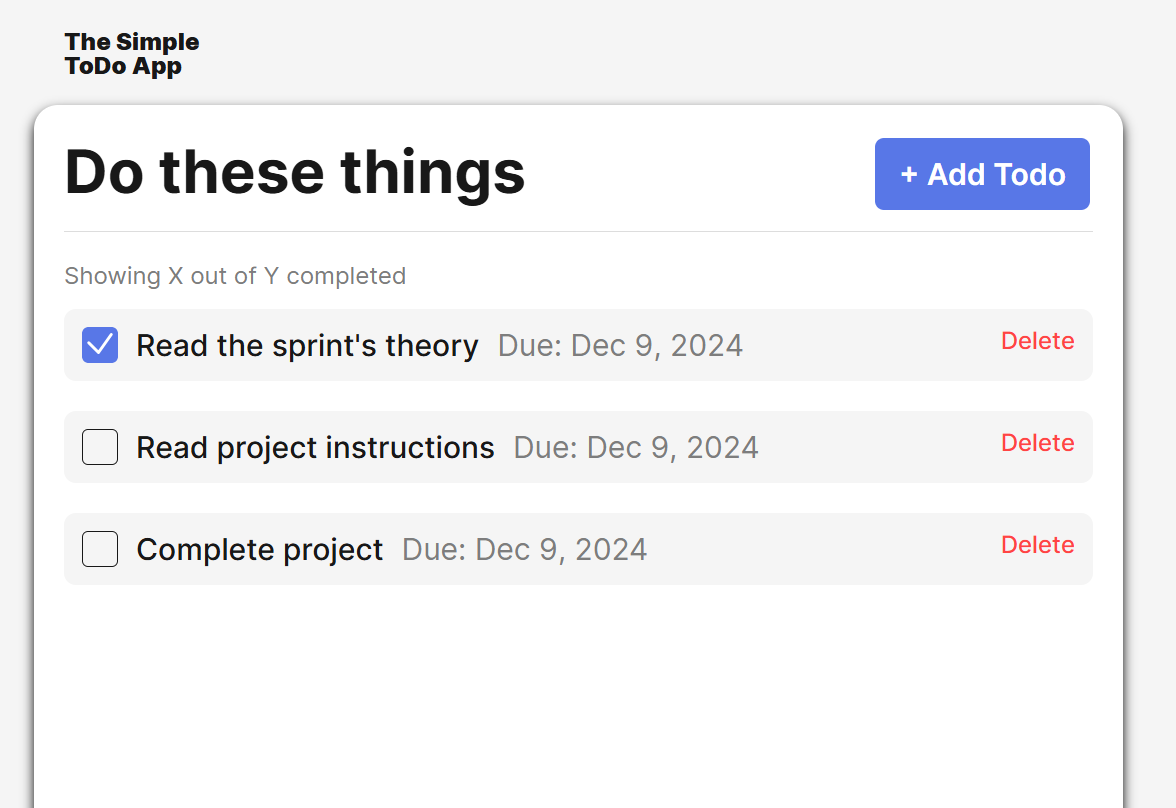 The Simple
ToDo App
Do these things
+ Add Todo
Showing X out of Y completed
Read the sprint's theory Due: Dec 9, 2024 Delete
Read project instructions Due: Dec 9, 2024 Delete
Complete project Due: Dec 9, 2024 Delete